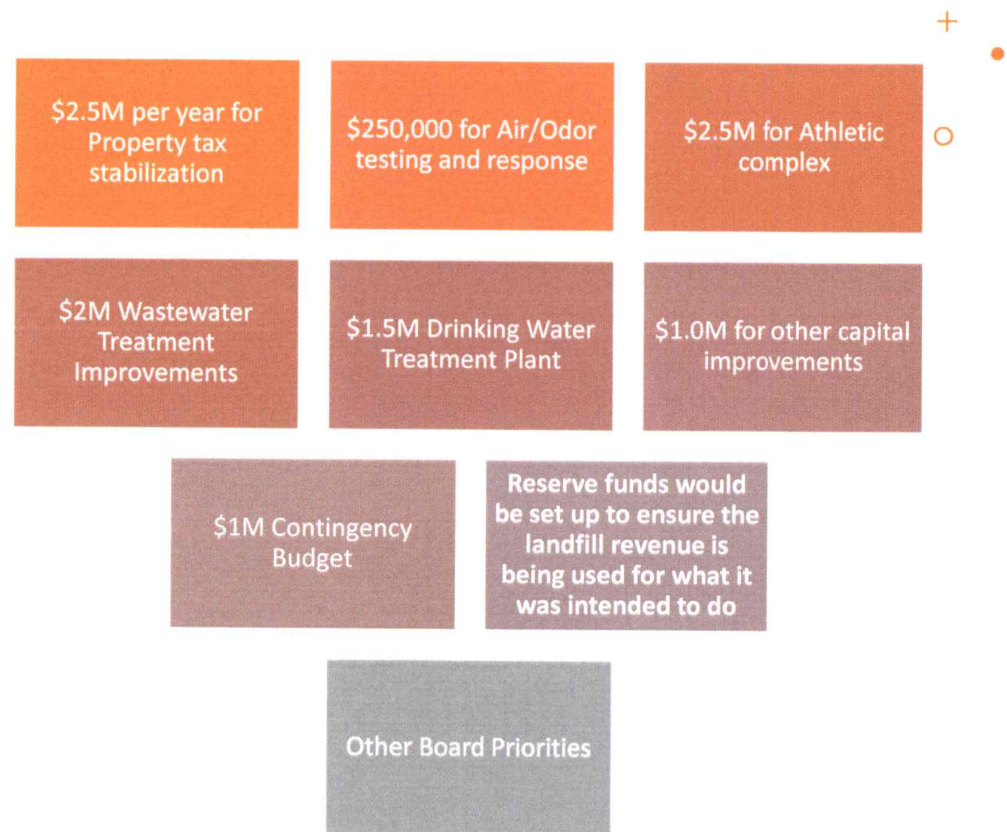 $2.5M per year for
Property tax
stabilization
$250,000 for Air/Odor
testing and response
$2.5M for Athletic
complex
$2M Wastewater
Treatment
Improvements
$1.5M Drinking Water
Treatment Plant
$1.0M for other capital
improvements
$1M Contingency
Budget
Reserve funds would
be set up to ensure the
landfill revenue is
being used for what it
was intended to do
Other Board Priorities